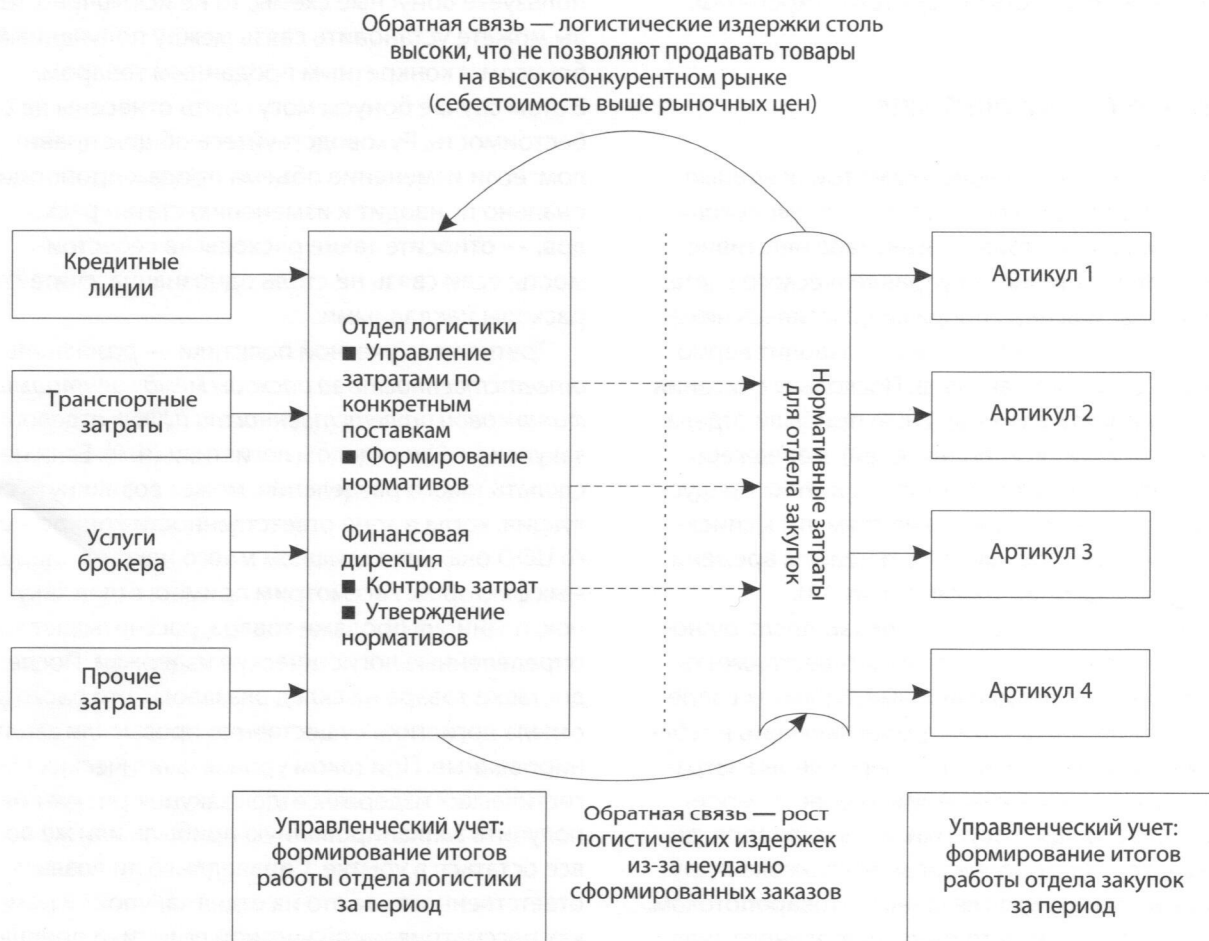 Обратная связь — логистические издержки столь
высоки, что не позволяют продавать товары
на высоко конкурентном рынке
(себестоимость выше рыночных цен)
Кредитные
линии
Транспортные
затраты
Услуги
брокера
Прочие
затраты
Отдел логистики
■ Управление
затратами по
конкретным
поставкам
■ Формирование
нормативов
Финансовая
дирекция
■ Контроль затрат
■ Утверждение
нормативов
Нормативные затраты
для отдела закупок
Артикул 1
Артикул 2
Артикул 3
Артикул 4
Управленческий учет:
формирование итогов
работы отдела логистики
за период
Обратная связь — рост
логистических издержек
из-за неудачно
сформированных заказов
Управленческий учет:
формирование итогов
работы отдела закупок
за период